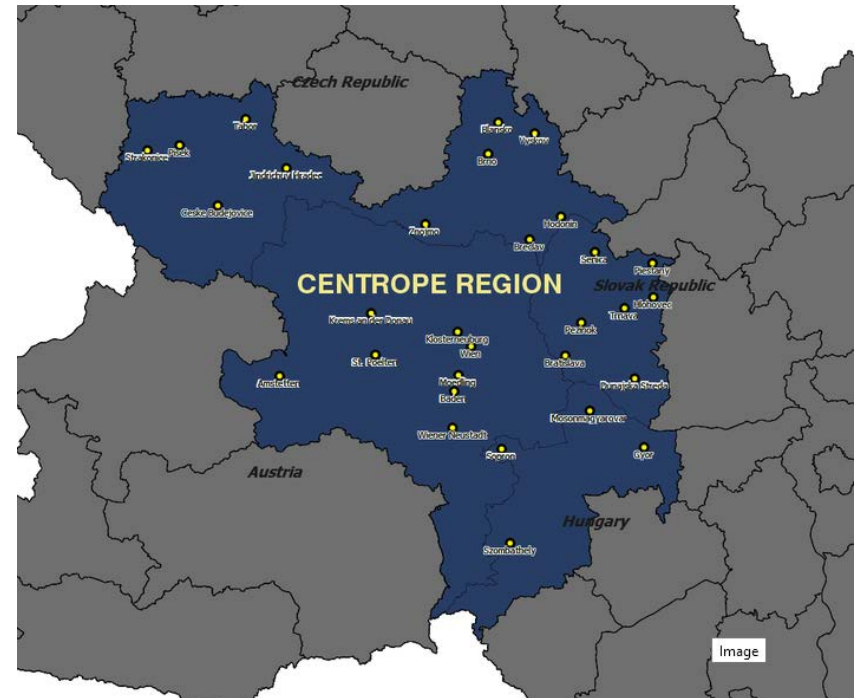 Czech Republic
Tabor
Blansko
Vyskov
Strakonice
Pisek
Brno
Jindrichuv Hradec
Ceske Budejovice
Hodonin
Znojmo
Breclav
Senica
Piestany
CENTROPE REGION
Slovak Republic
Hlohovec
Trnava
Krems an der Donau
Pezinok
Klosterneuburg
Wien
St. Poelten
Bratislava
Amstetten
Moedling
Dunajska Streda
Baden
Mosonmagyarovar
Wiener Neustadt
Sopron
Gyor
Austria
Hungary
Szombathely
Image